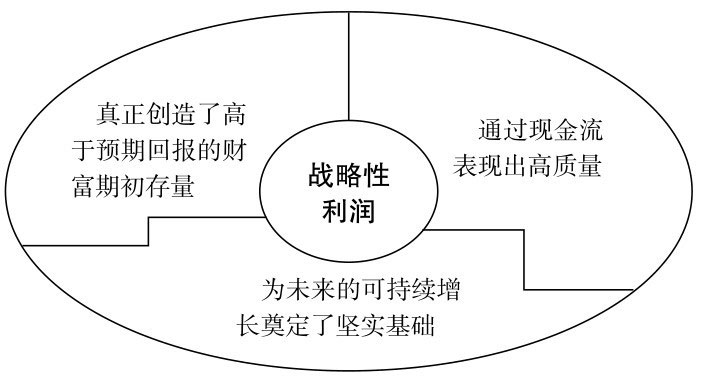 真正创造了高
于预期回报的财
富期初存量
通过现金流
表现出高质量
战略性
利润
为未来的可持续增
长奠定了坚实基础